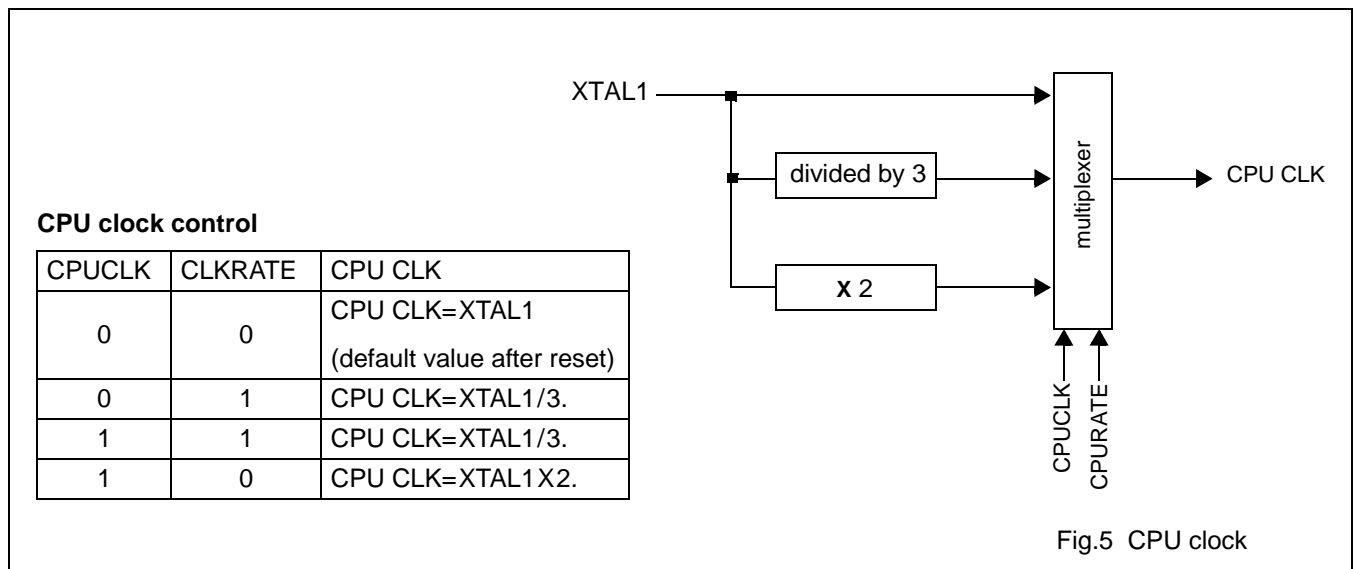 XTAL1
divided by 3
X 2
multiplexer
CPU CLK
CPUCLK
CPURATE
CPU clock control
CPUCLK CLKRATE CPU CLK
0 0 CPU CLK=XTAL1
(default value after reset)
0 1 CPU CLK=XTAL1/3.
1 1 CPU CLK=XTAL1/3.
1 0 CPU CLK=XTAL1X2.
Fig.5 CPU clock